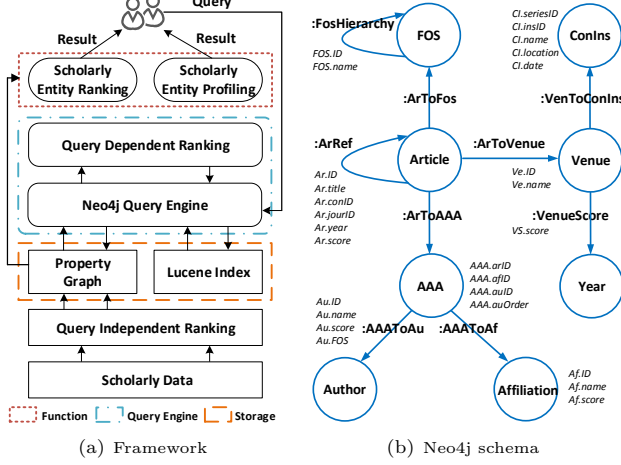 Query
Result
Result
Scholarly
Entity Ranking
Scholarly
Entity Profiling
Query Dependent Ranking
Neo4j Query Engine
Property
Graph
Lucene Index
Query Independent Ranking
Scholarly Data
Function
Query Engine
Storage
(a) Framework
:FosHierarchy
FOS
FOS.ID
FOS.name
CI.seriesID
CI.insID
CI.name
CI.location
CI.date
ConIns
:ArToFos
:VenToConIns
:ArRef
Article
:ArToVenue
Venue
Ar.ID
Ar.title
Ar.conID
Ar.jourID
Ar.year
Ar.score
Ve.ID
Ve.name
:ArToAAA
:VenueScore
VS.score
AAA
AAA.arID
AAA.afID
AAA.auID
AAA.auOrder
Year
Au.ID
Au.name
Au.score
Au.FOS
:AAAToAu
:AAAToAf
Author
Affiliation
Af.ID
Af.name
Af.score
(b) Neo4j schema